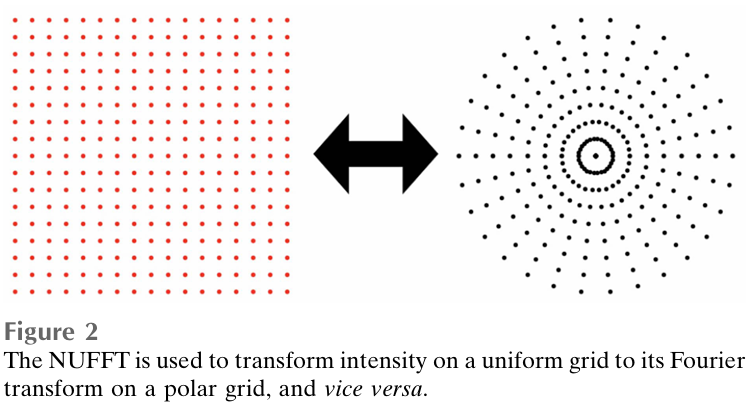 Figure 2
The NUFFT is used to transform intensity on a uniform grid to its Fourier
transform on a polar grid, and vice versa.